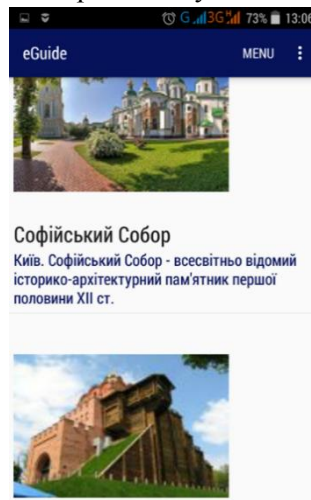 G 3G H 73% 13:06
eGuide MENU
Софійський Собор
Київ. Софійський Собор - всесвітньо відомий
історико-архітектурний пам'ятник першої
половини XII ст.